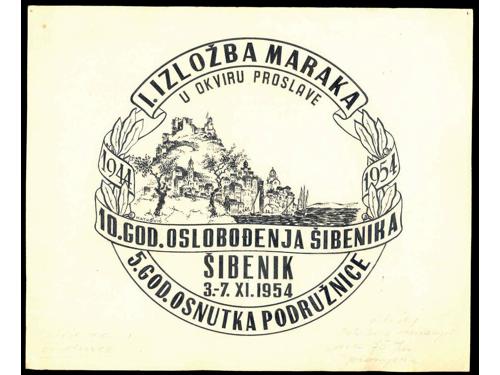 I. IZLOŽBA MARAKA
U OKVIRU PROSLAVE
1944
1954
10. GOD. OSLOBOĐENJA ŠIBENIKA
ŠIBENIK
3.-7. XI. 1954
5. GOD. OSNUTKA PODRUŽNICE